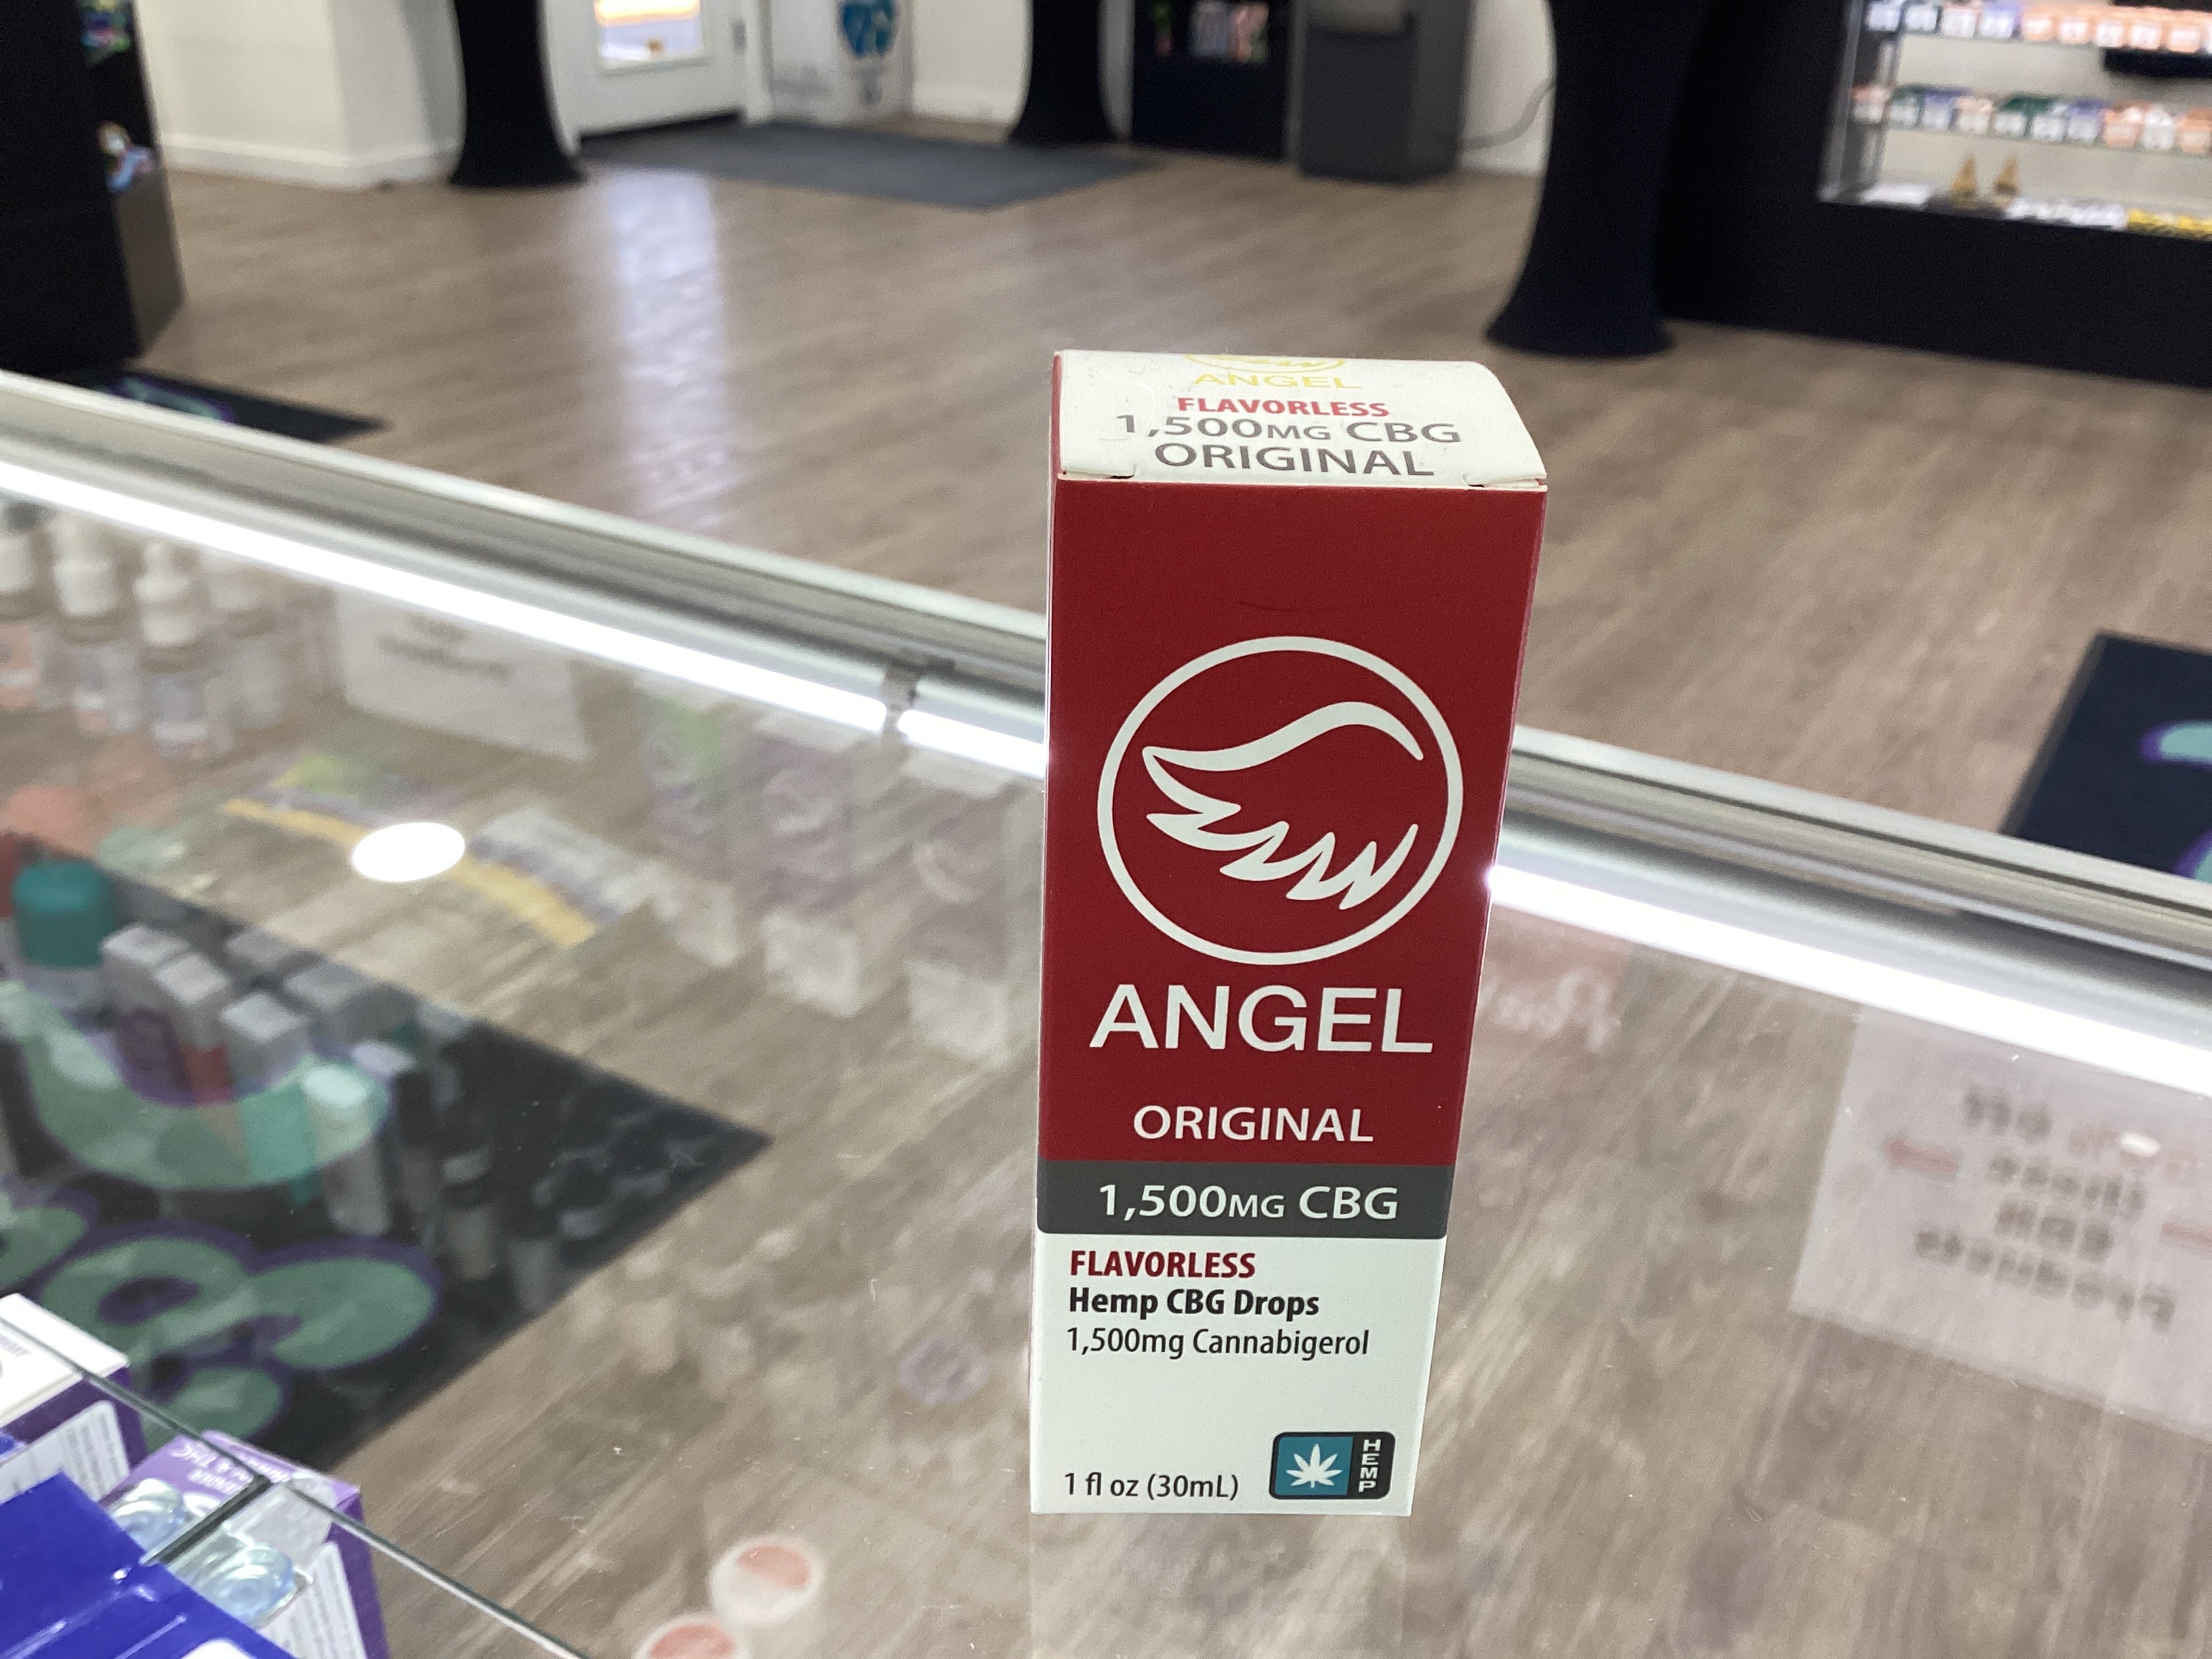 ANGEL
FLAVORLESS
1,500MG CBG
ORIGINAL
ANGEL
ORIGINAL
1,500MG CBG
FLAVORLESS
Hemp CBG Drops
1,500mg Cannabigerol
1 fl oz (30mL)
HEMP